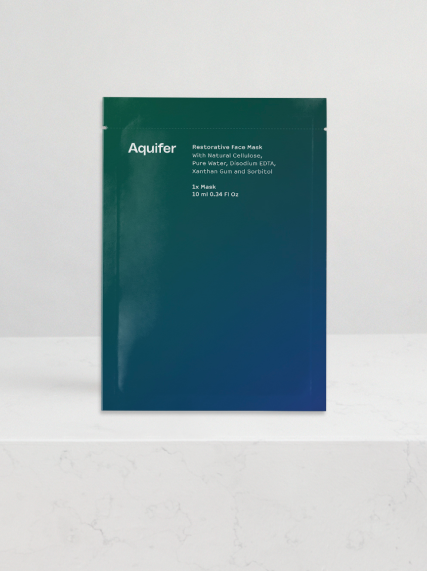 Aquifer
Restorative Face Mask
With Natural Cellulose,
Pure Water, Disodium EDTA,
Xanthan Gum and Sorbitol
1x Mask
10 ml 0.34 Fl Oz